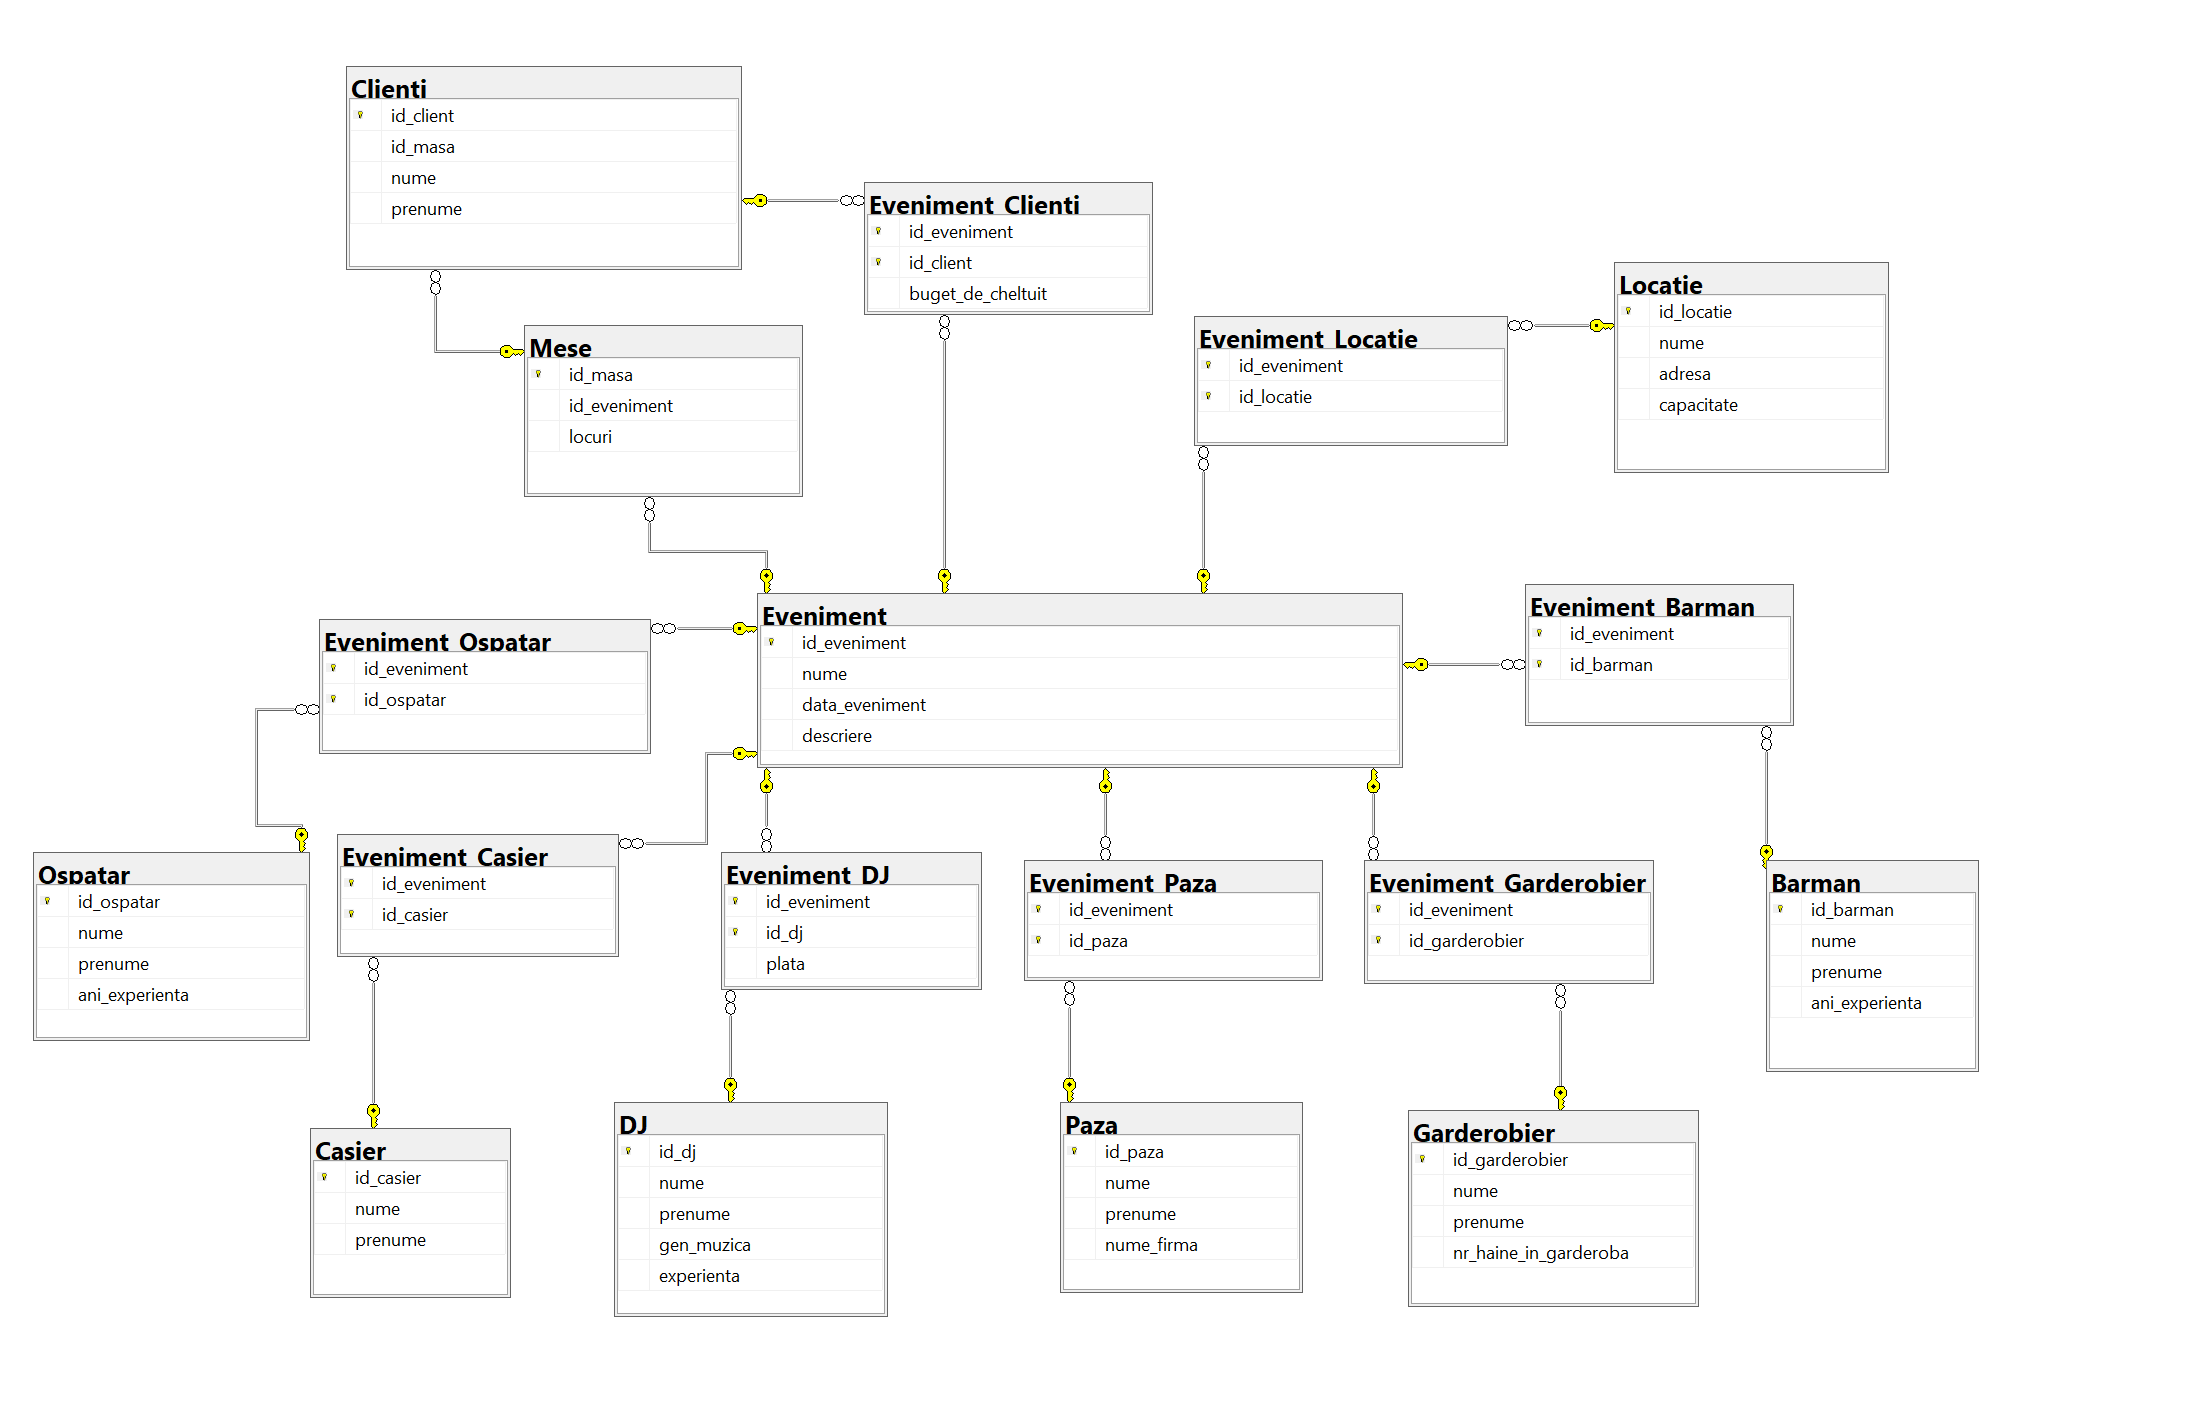 Clienti
id_client
id_masa
nume
prenume
Eveniment_Clienti
id_eveniment
id_client
buget_de_cheltuit
Locatie
id_locatie
nume
adresa
capacitate
Eveniment_Locatie
id_eveniment
id_locatie
Mese
id_masa
id_eveniment
locuri
Eveniment
id_eveniment
nume
data_eveniment
descriere
Eveniment_Barman
id_eveniment
id_barman
Eveniment_Ospatar
id_eveniment
id_ospatar
Ospatar
id_ospatar
nume
prenume
ani_experienta
Eveniment_Casier
id_eveniment
id_casier
Eveniment_DJ
id_eveniment
id_dj
plata
Eveniment_Paza
id_eveniment
id_paza
Eveniment_Garderobier
id_eveniment
id_garderobier
Barman
id_barman
nume
prenume
ani_experienta
Casier
id_casier
nume
prenume
DJ
id_dj
nume
prenume
gen_muzica
experienta
Paza
id_paza
nume
prenume
nume_firma
Garderobier
id_garderobier
nume
prenume
nr_haine_in_garderoba